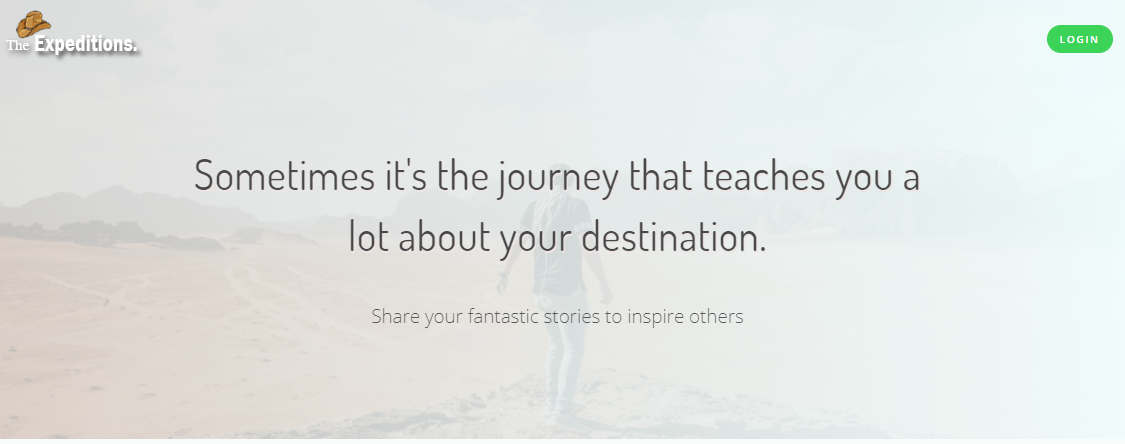 The Expeditions.
LOGIN
Sometimes it's the journey that teaches you a
lot about your destination.
Share your fantastic stories to inspire others